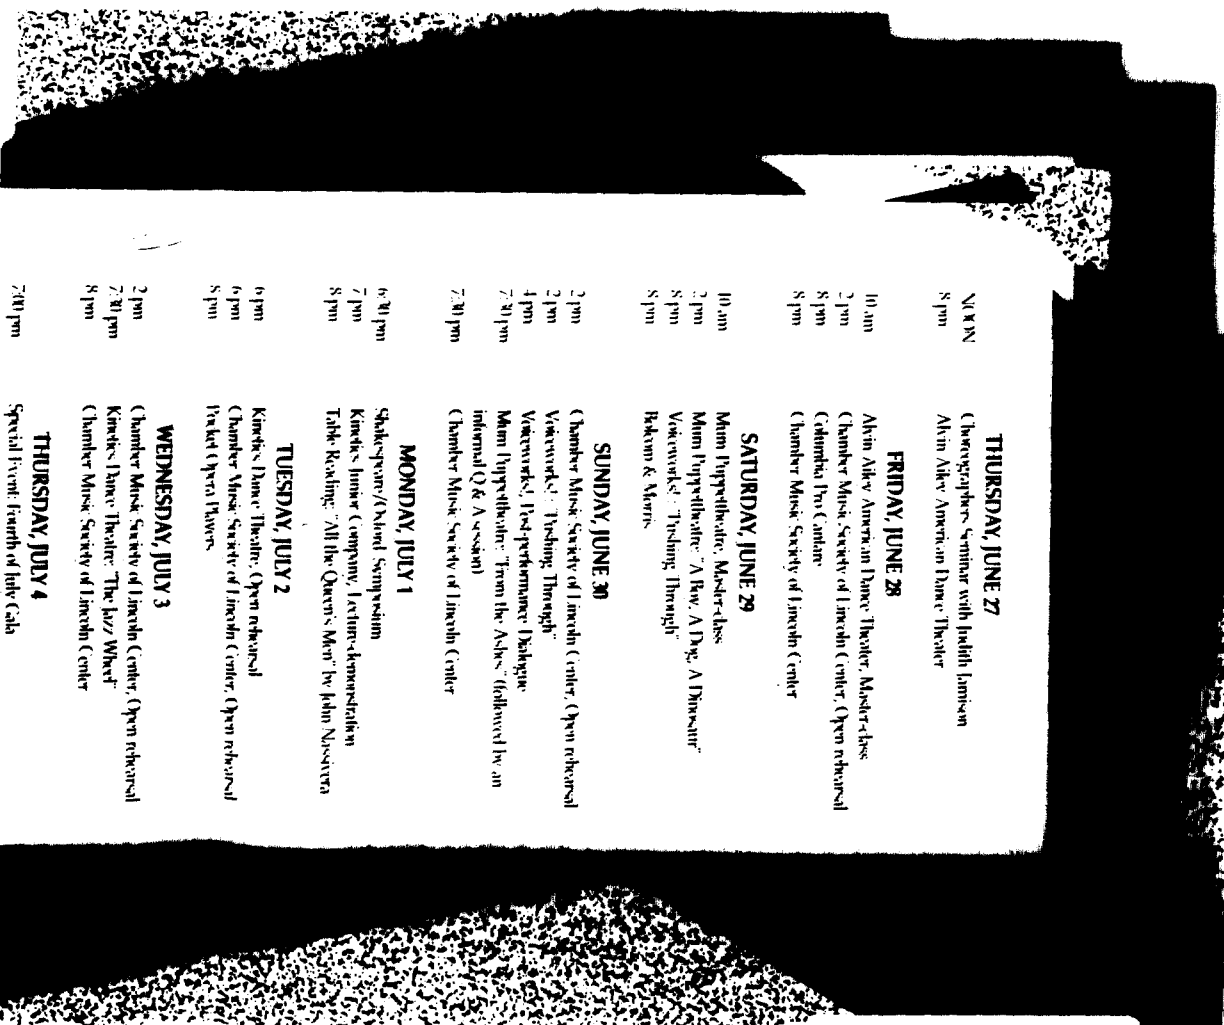 THURSDAY, JUNE 27
NOON Choreographers Seminar with Judith Jamison
8 pm Alvin Ailey American Dance Theater
FRIDAY, JUNE 28
10 am Alvin Ailey American Dance Theater, Master-class
2 pm Chamber Music Society of Lincoln Center, Open rehearsal
8 pm Columbia Pro Cantare
8 pm Chamber Music Society of Lincoln Center
SATURDAY, JUNE 29
10 am Mum Puppettheatre, Master-class
2 pm Mum Puppettheatre "A Boy, A Dog, A Dinosaur"
8 pm Voiceworks! : "Pushing Through"
8 pm Bolcom & Morris
SUNDAY, JUNE 30
2 pm Chamber Music Society of Lincoln Center, Open rehearsal
2 pm Voiceworks! : "Pushing Through"
4 pm Voiceworks!, Post-performance Dialogue
7:30 pm Mum Puppettheatre "From the Ashes" (followed by an
informal Q & A session)
7:30 pm Chamber Music Society of Lincoln Center
MONDAY, JULY 1
6:30 pm Shakespeare/Oxford Symposium
7 pm Kinetics Junior Company, Lecture-demonstration
8 pm Table Reading: "All the Queen's Men" by John Nassivera
TUESDAY, JULY 2
6 pm Kinetics Dance Theatre, Open rehearsal
6 pm Chamber Music Society of Lincoln Center, Open rehearsal
8 pm Pocket Opera Players
WEDNESDAY, JULY 3
2 pm Chamber Music Society of Lincoln Center, Open rehearsal
7:30 pm Kinetics Dance Theatre: "The Jazz Wheel"
8 pm Chamber Music Society of Lincoln Center
THURSDAY, JULY 4
7:00 pm Special Event: Fourth of July Gala